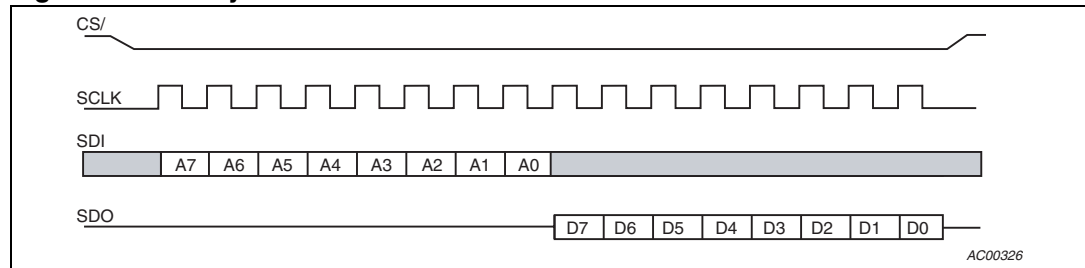 CS/
SCLK
SDI
A7 A6 A5 A4 A3 A2 A1 A0
SDO
D7 D6 D5 D4 D3 D2 D1 D0
AC00326